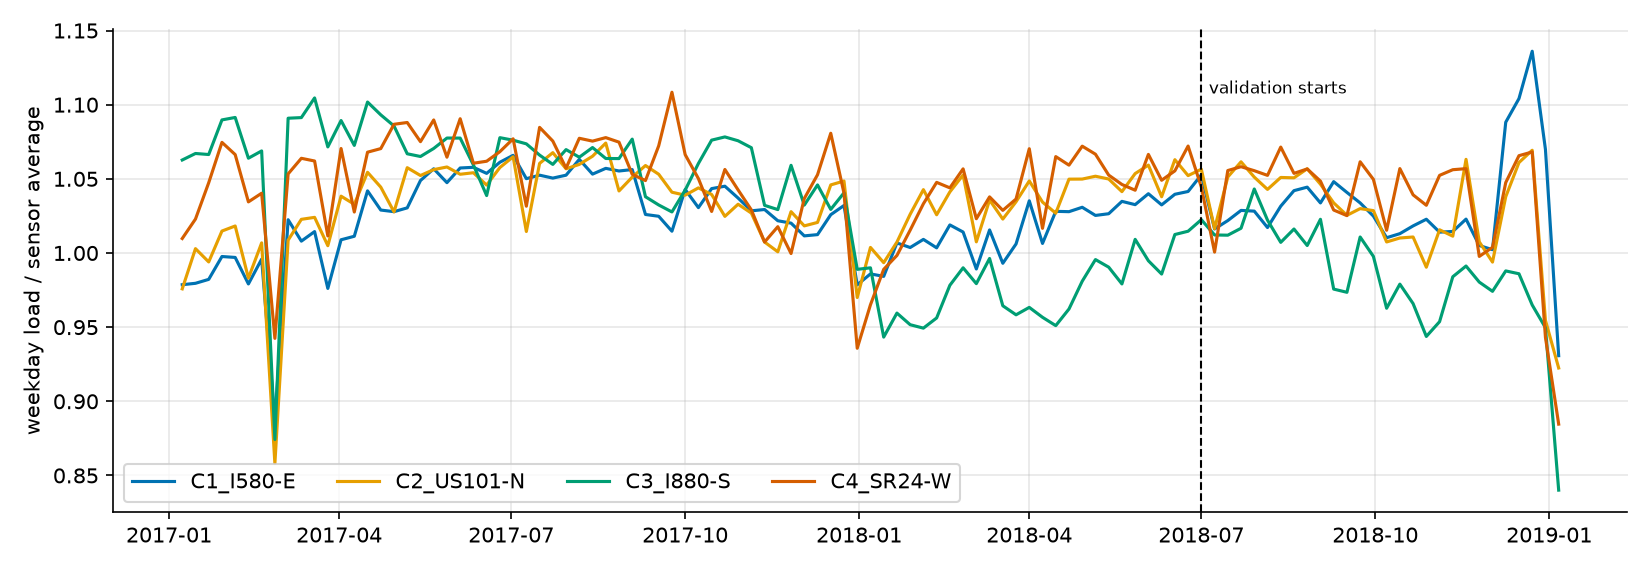 weekday load / sensor average
1.15
1.10
1.05
1.00
0.95
0.90
0.85
validation starts
C1_I580-E C2_US101-N C3_I880-S C4_SR24-W
2017-01 2017-04 2017-07 2017-10 2018-01 2018-04 2018-07 2018-10 2019-01